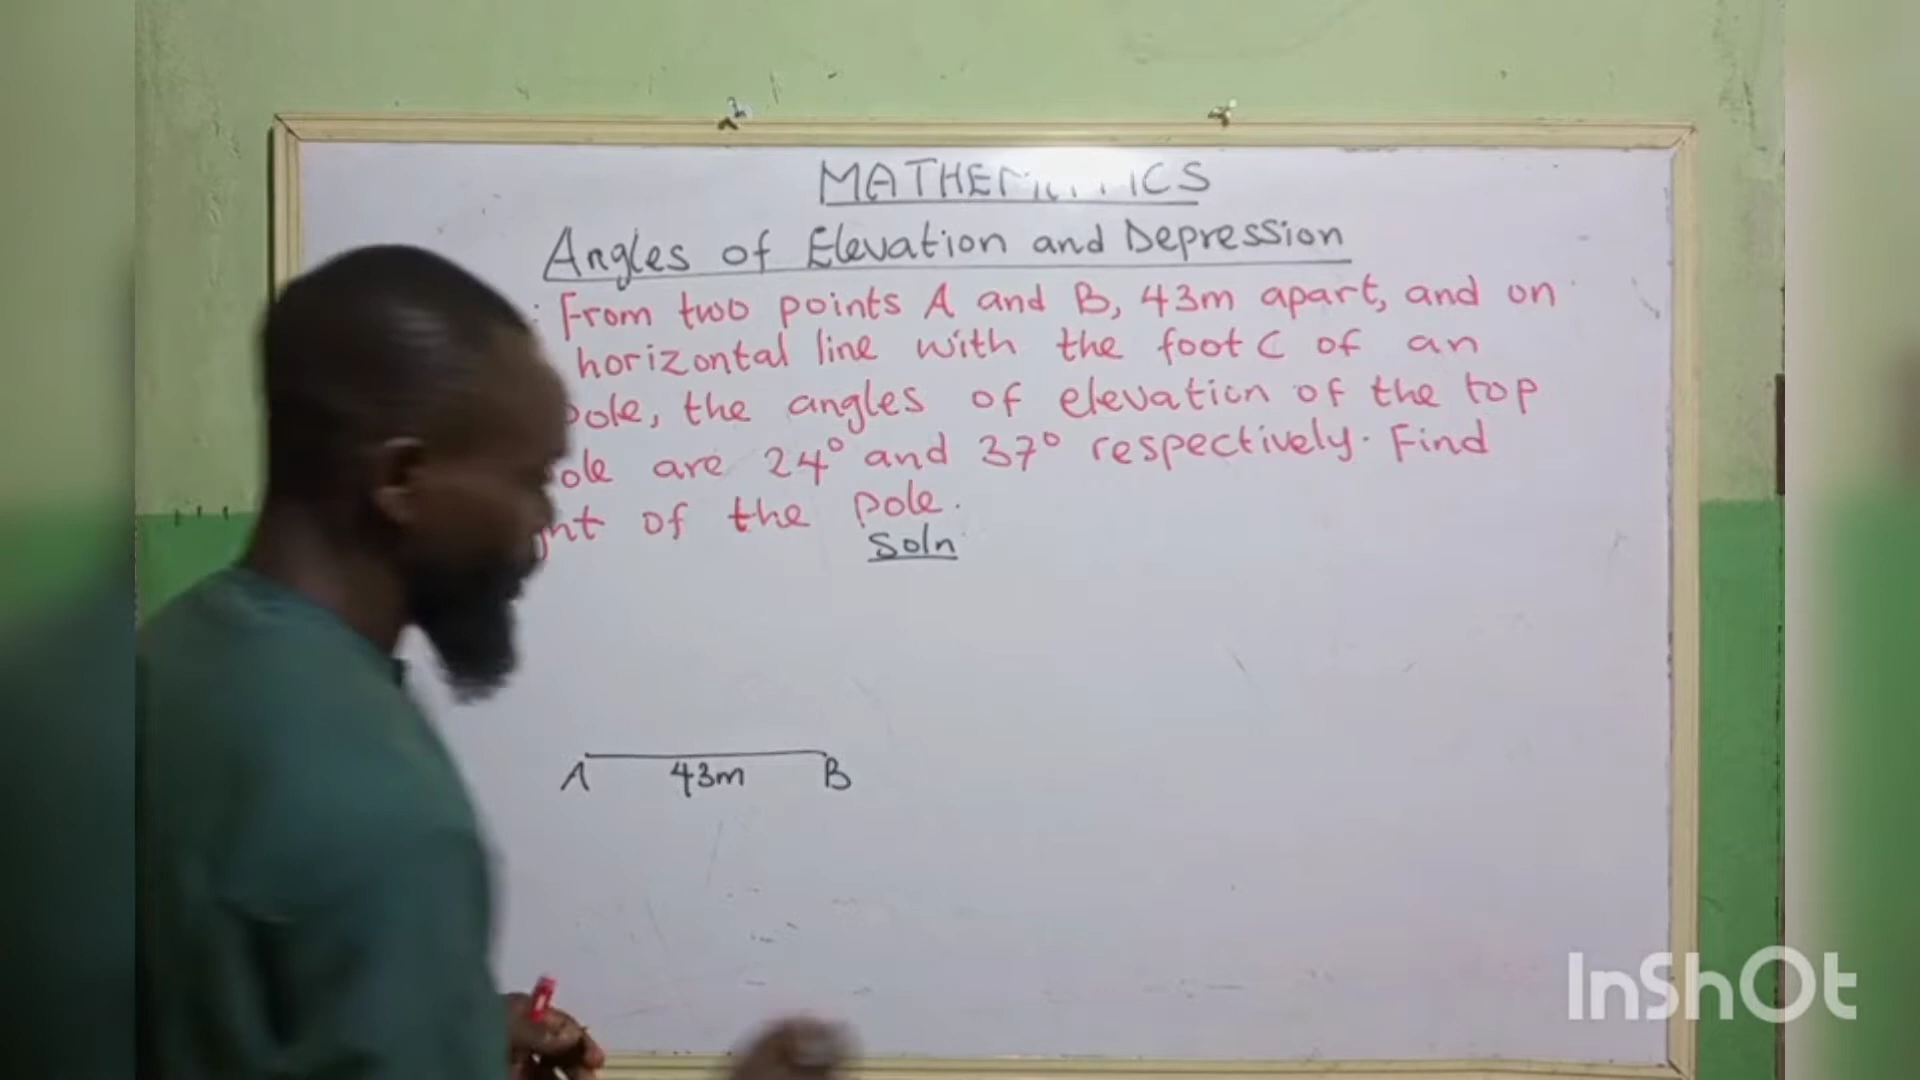 MATHEMATICS
Angles of Elevation and Depression
: From two points A and B, 43m apart, and on
horizontal line with the foot C of an
pole, the angles of elevation of the top
ole are 24° and 37° respectively. Find
ght of the pole.
Soln
A 43m B
InShOt